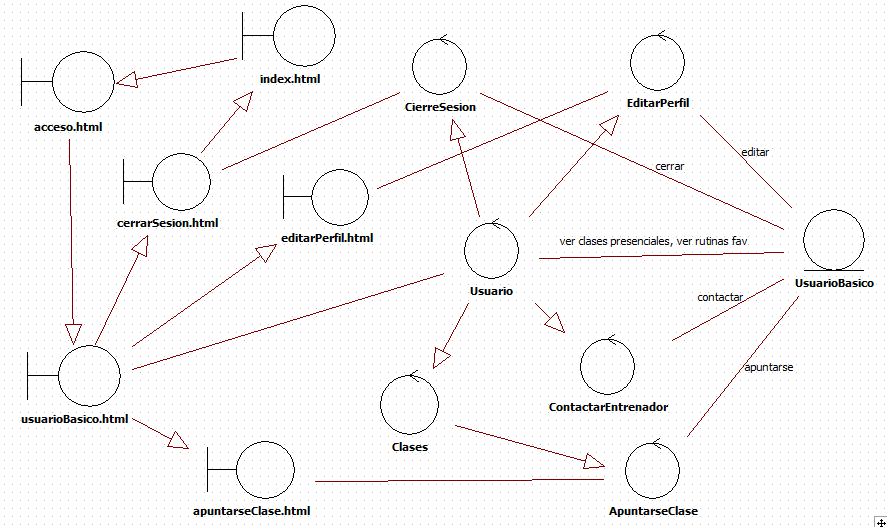 index.html
CierreSesion
EditarPerfil
acceso.html
editar
cerrar
cerrarSesion.html
editarPerfil.html
ver clases presenciales, ver rutinas fav
Usuario
UsuarioBasico
contactar
apuntarse
ContactarEntrenador
usuarioBasico.html
Clases
apuntarseClase.html
ApuntarseClase